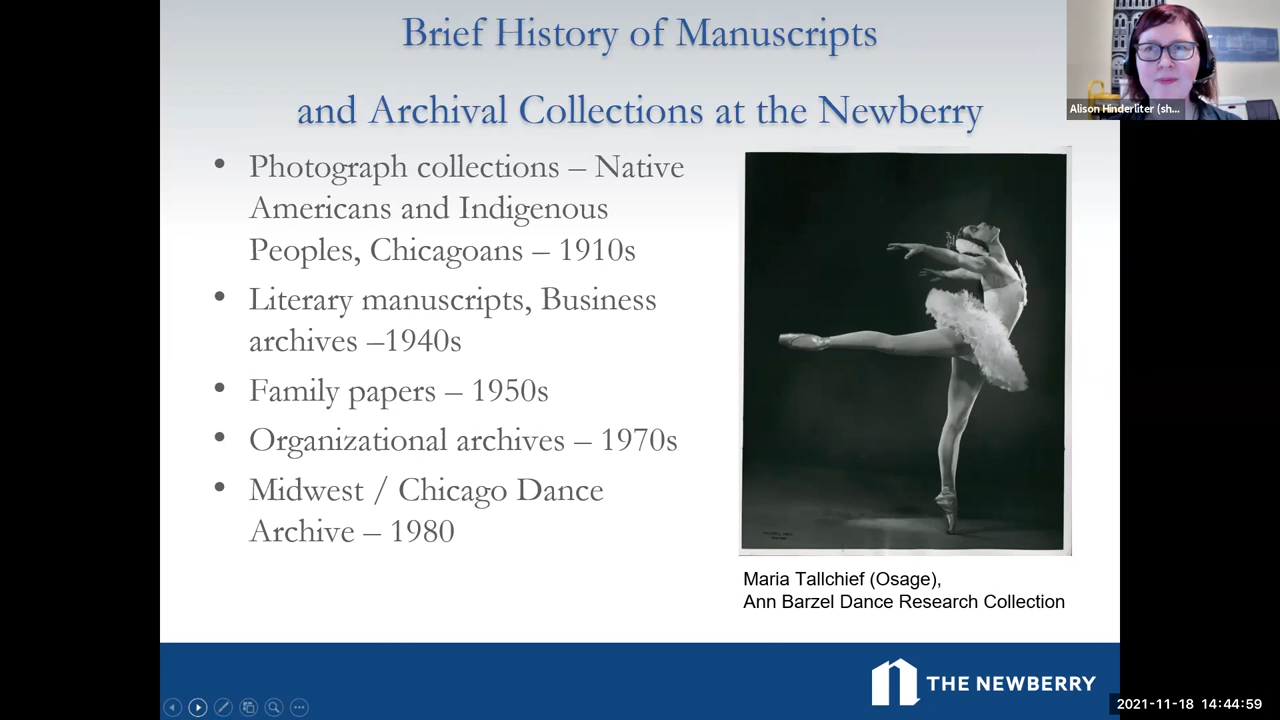 Brief History of Manuscripts
and Archival Collections at the Newberry
• Photograph collections – Native
Americans and Indigenous
Peoples, Chicagoans – 1910s
• Literary manuscripts, Business
archives –1940s
• Family papers – 1950s
• Organizational archives – 1970s
• Midwest / Chicago Dance
Archive – 1980
Maria Tallchief (Osage),
Ann Barzel Dance Research Collection
THE NEWBERRY
Alison Hinderliter (sh...
2021-11-18 14:44:59